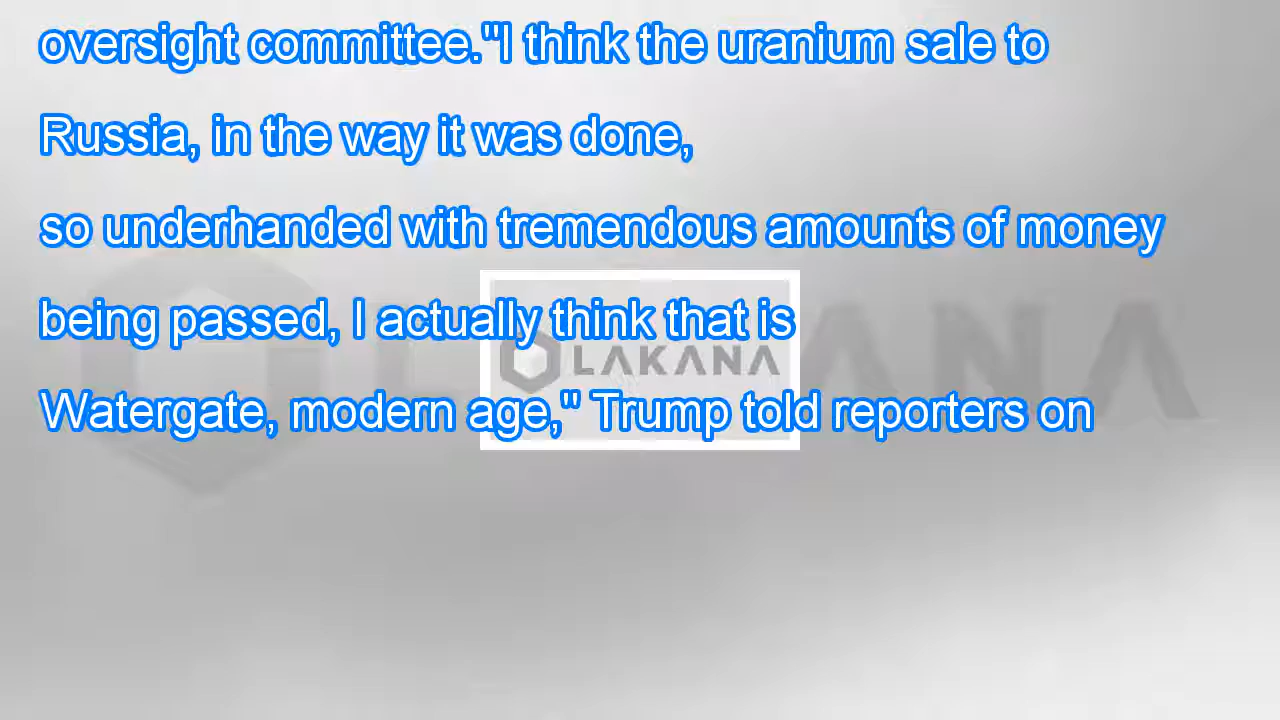 oversight committee."I think the uranium sale to
Russia, in the way it was done,
so underhanded with tremendous amounts of money
being passed, I actually think that is
LAKANA
LAKANA
Watergate, modern age," Trump told reporters on